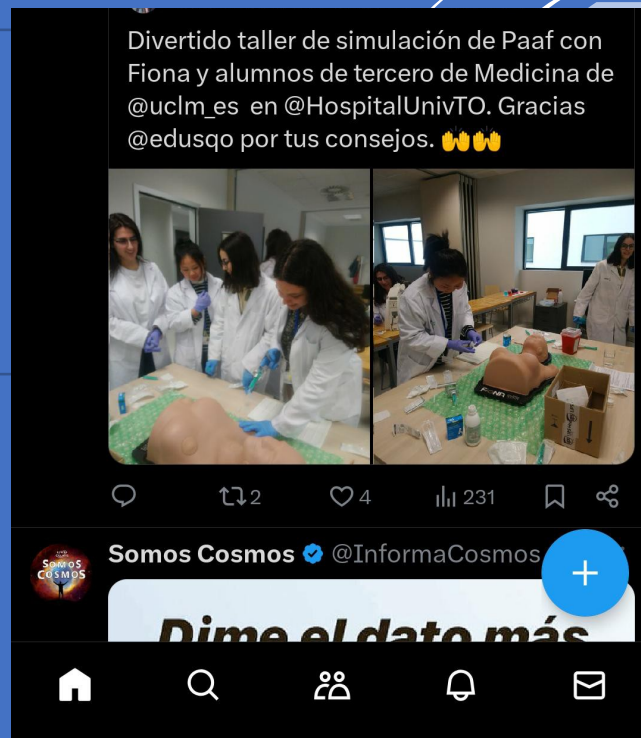 Divertido taller de simulación de Paaf con
Fiona y alumnos de tercero de Medicina de
@uclm_es en @HospitalUnivTO. Gracias
@edusqo por tus consejos. 🙌🙌
2
4
231
SOMOS
COSMOS
Somos Cosmos @InformaCosmos
Dime el dato más